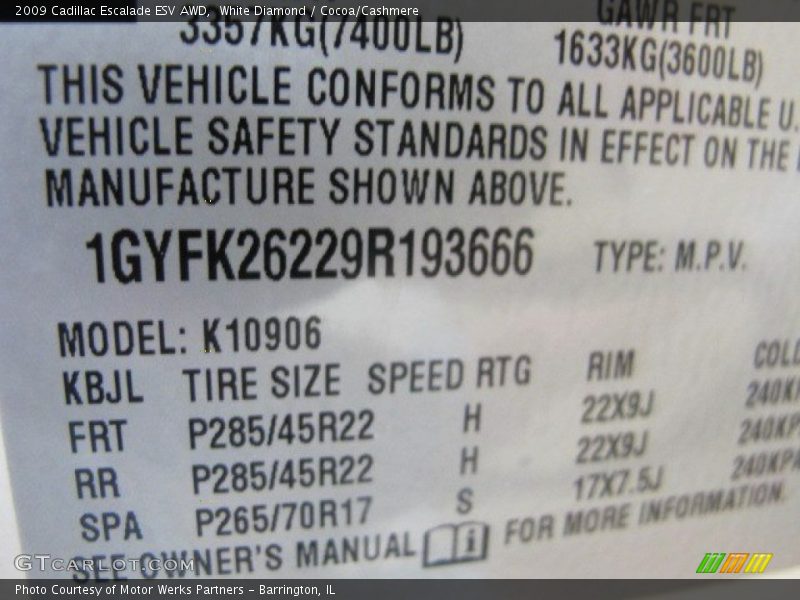 2009 Cadillac Escalade ESV AWD, White Diamond / Cocoa/Cashmere
GAWR FRT
3357KG(7400LB) 1633KG(3600LB)
THIS VEHICLE CONFORMS TO ALL APPLICABLE U.
VEHICLE SAFETY STANDARDS IN EFFECT ON THE
MANUFACTURE SHOWN ABOVE.
1GYFK26229R193666 TYPE: M.P.V.
MODEL: K10906
KBJL TIRE SIZE SPEED RTG RIM COLD
FRT P285/45R22 H 22X9J 240KP
RR P285/45R22 H 22X9J 240KP
SPA P265/70R17 S 17X7.5J 240KPA
SEE OWNER'S MANUAL i FOR MORE INFORMATION.
GTCarLot.com
Photo Courtesy of Motor Werks Partners - Barrington, IL